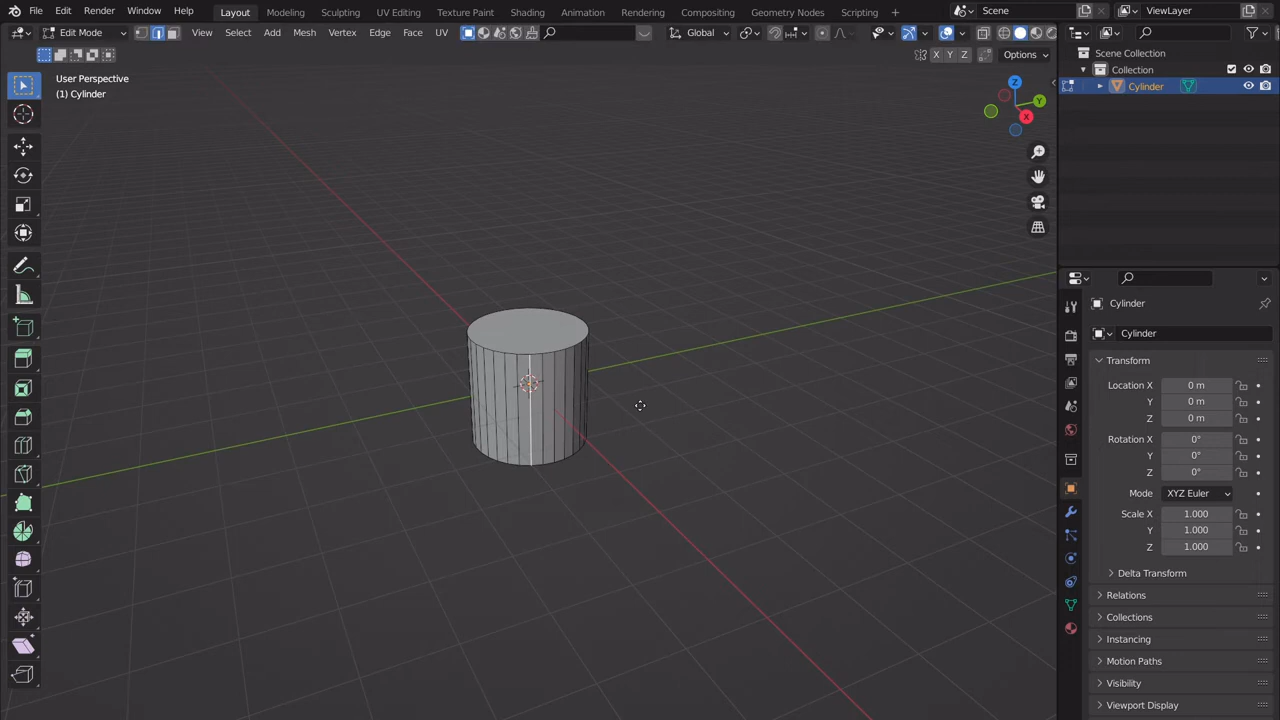 File Edit Render Window Help Layout Modeling Sculpting UV Editing Texture Paint Shading Animation Rendering Compositing Geometry Nodes Scripting + Scene ViewLayer
Edit Mode View Select Add Mesh Vertex Edge Face UV Global
X Y Z Options
User Perspective
(1) Cylinder
Z
Y
X
Scene Collection
Collection
Cylinder
Cylinder
Cylinder
Transform
Location X 0 m
Y 0 m
Z 0 m
Rotation X 0°
Y 0°
Z 0°
Mode XYZ Euler
Scale X 1.000
Y 1.000
Z 1.000
Delta Transform
Relations
Collections
Instancing
Motion Paths
Visibility
Viewport Display